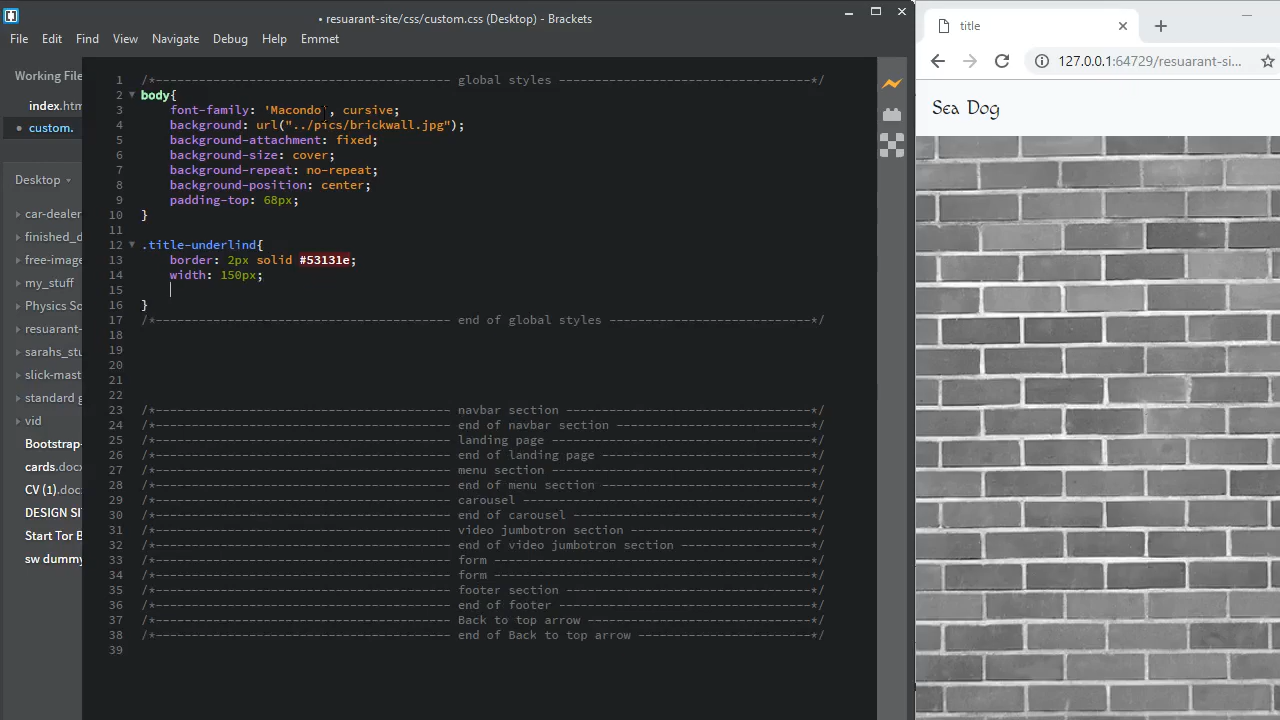 • resuarant-site/css/custom.css (Desktop) - Brackets
File Edit Find View Navigate Debug Help Emmet
Working File
index.htm
• custom.
Desktop
car-dealer
finished_d
free-image
my_stuff
Physics So
resuarant-
sarahs_stu
slick-mast
standard g
vid
Bootstrap-
cards.docx
CV (1).doc
DESIGN SI
Start Tor B
sw dummy
1 /*----------------------------------------- global styles -----------------------------------*/
2 body{
3 font-family: 'Macondo', cursive;
4 background: url("../pics/brickwall.jpg");
5 background-attachment: fixed;
6 background-size: cover;
7 background-repeat: no-repeat;
8 background-position: center;
9 padding-top: 68px;
10 }
11
12 .title-underlind{
13 border: 2px solid #53131e;
14 width: 150px;
15
16 }
17 /*----------------------------------------- end of global styles ----------------------------*/
18
19
20
21
22
23 /*----------------------------------------- navbar section ----------------------------------*/
24 /*----------------------------------------- end of navbar section ---------------------------*/
25 /*----------------------------------------- landing page ------------------------------------*/
26 /*----------------------------------------- end of landing page -----------------------------*/
27 /*----------------------------------------- menu section ------------------------------------*/
28 /*----------------------------------------- end of menu section -----------------------------*/
29 /*----------------------------------------- carousel ----------------------------------------*/
30 /*----------------------------------------- end of carousel ---------------------------------*/
31 /*----------------------------------------- video jumbotron section -------------------------*/
32 /*----------------------------------------- end of video jumbotron section ------------------*/
33 /*----------------------------------------- form --------------------------------------------*/
34 /*----------------------------------------- form --------------------------------------------*/
35 /*----------------------------------------- footer section ----------------------------------*/
36 /*----------------------------------------- end of footer -----------------------------------*/
37 /*----------------------------------------- Back to top arrow -------------------------------*/
38 /*----------------------------------------- end of Back to top arrow ------------------------*/
39
title
127.0.0.1:64729/resuarant-si...
Sea Dog